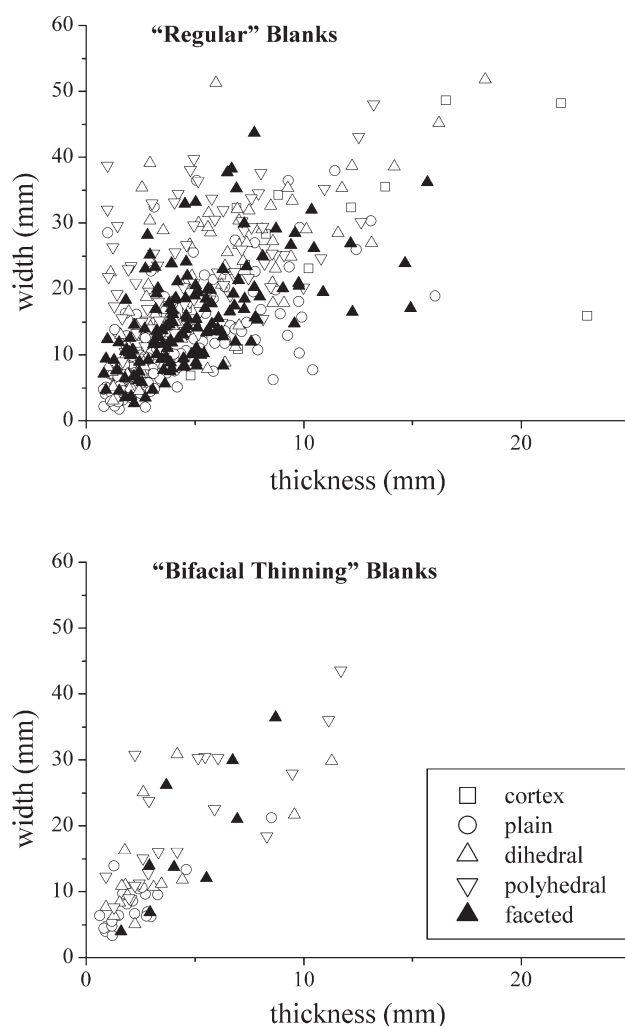 “Regular” Blanks
60
50
40
30
20
10
0
width (mm)
0 10 20
thickness (mm)
“Bifacial Thinning” Blanks
60
50
40
30
20
10
0
width (mm)
cortex
plain
dihedral
polyhedral
faceted
0 10 20
thickness (mm)